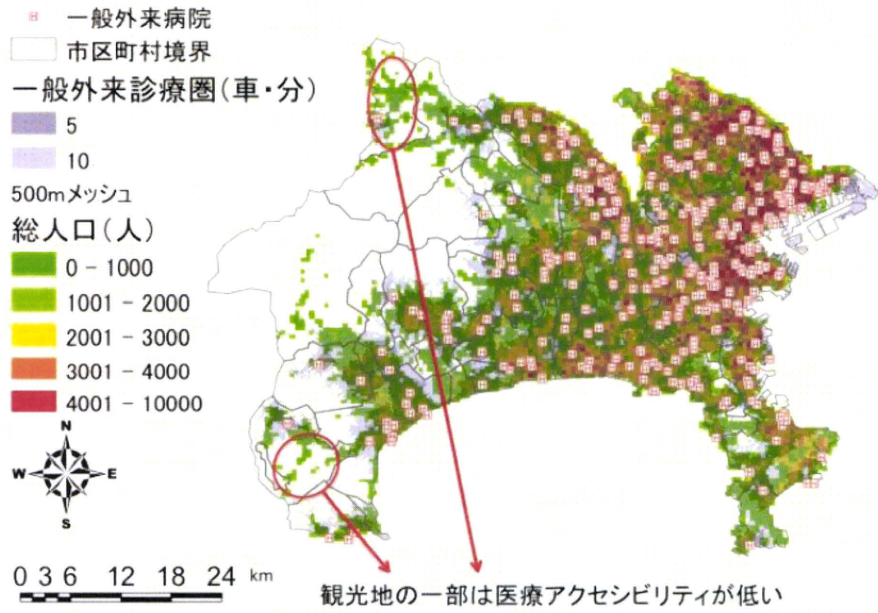 一般外来病院
市区町村境界
一般外来診療圏(車・分)
5
10
500mメッシュ
総人口(人)
0 - 1000
1001 - 2000
2001 - 3000
3001 - 4000
4001 - 10000
N
W E
S
0 3 6 12 18 24 km
観光地の一部は医療アクセシビリティが低い